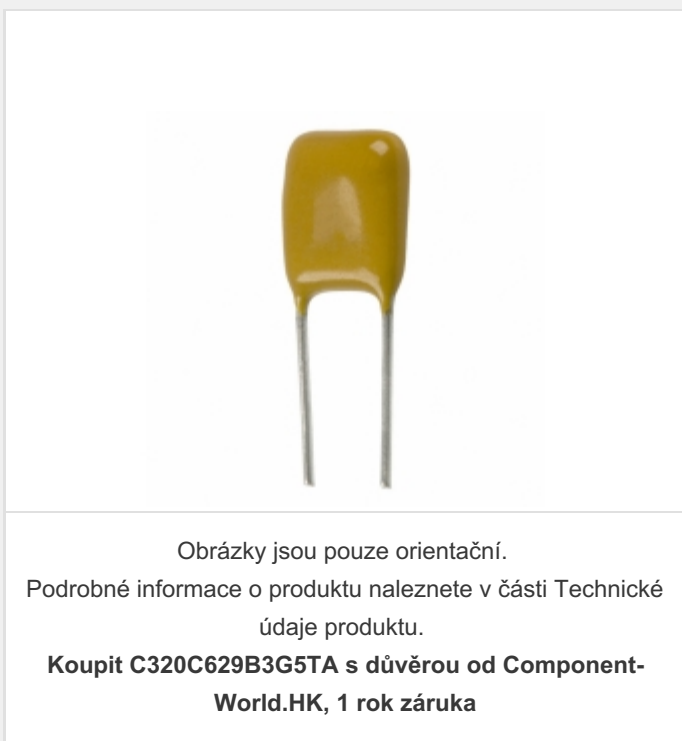 Obrázky jsou pouze orientační.
Podrobné informace o produktu naleznete v části Technické
údaje produktu.
Koupit C320C629B3G5TA s důvěrou od Component-
World.HK, 1 rok záruka